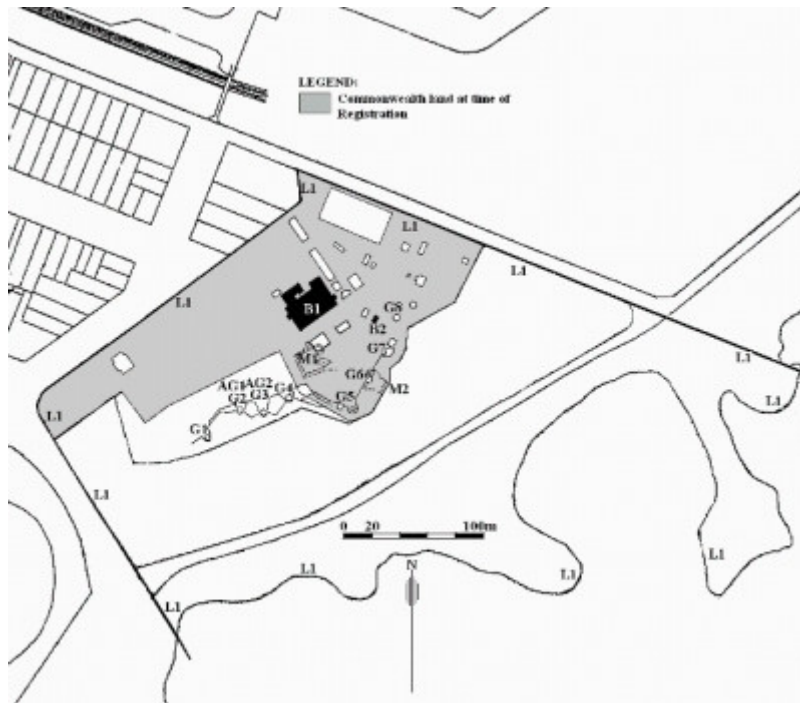 LEGEND:
Commonwealth land at time of
Registration
L1
L1
L1
L1
B1
G8
B2
G7
L1
M1
G6
M2
AG1 AG2
G2 G3 G4
G5
L1
G1
L1
0 20 100m
L1
N
L1
L1
L1
L1